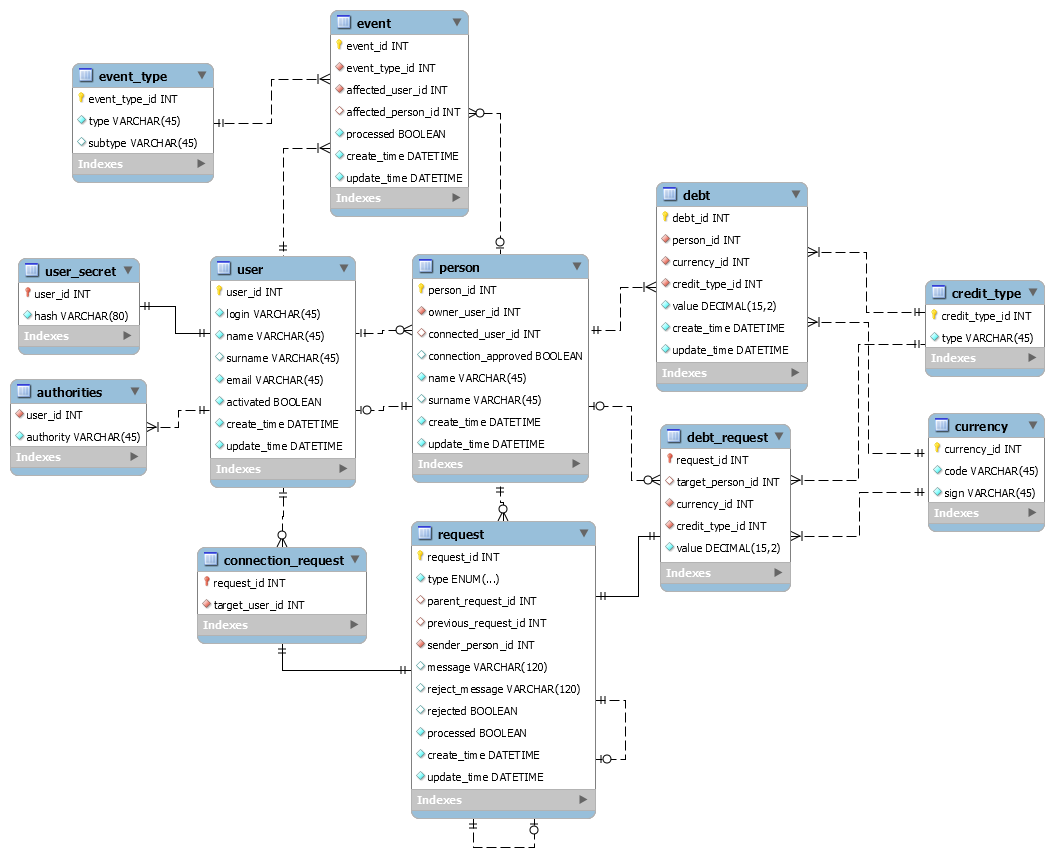 event
event_id INT
event_type_id INT
affected_user_id INT
affected_person_id INT
processed BOOLEAN
create_time DATETIME
update_time DATETIME
Indexes
event_type
event_type_id INT
type VARCHAR(45)
subtype VARCHAR(45)
Indexes
user_secret
user_id INT
hash VARCHAR(80)
Indexes
authorities
user_id INT
authority VARCHAR(45)
Indexes
user
user_id INT
login VARCHAR(45)
name VARCHAR(45)
surname VARCHAR(45)
email VARCHAR(45)
activated BOOLEAN
create_time DATETIME
update_time DATETIME
Indexes
person
person_id INT
owner_user_id INT
connected_user_id INT
connection_approved BOOLEAN
name VARCHAR(45)
surname VARCHAR(45)
create_time DATETIME
update_time DATETIME
Indexes
debt
debt_id INT
person_id INT
currency_id INT
credit_type_id INT
value DECIMAL(15,2)
create_time DATETIME
update_time DATETIME
Indexes
credit_type
credit_type_id INT
type VARCHAR(45)
Indexes
currency
currency_id INT
code VARCHAR(45)
sign VARCHAR(45)
Indexes
debt_request
request_id INT
target_person_id INT
currency_id INT
credit_type_id INT
value DECIMAL(15,2)
Indexes
connection_request
request_id INT
target_user_id INT
Indexes
request
request_id INT
type ENUM(...)
parent_request_id INT
previous_request_id INT
sender_person_id INT
message VARCHAR(120)
reject_message VARCHAR(120)
rejected BOOLEAN
processed BOOLEAN
create_time DATETIME
update_time DATETIME
Indexes